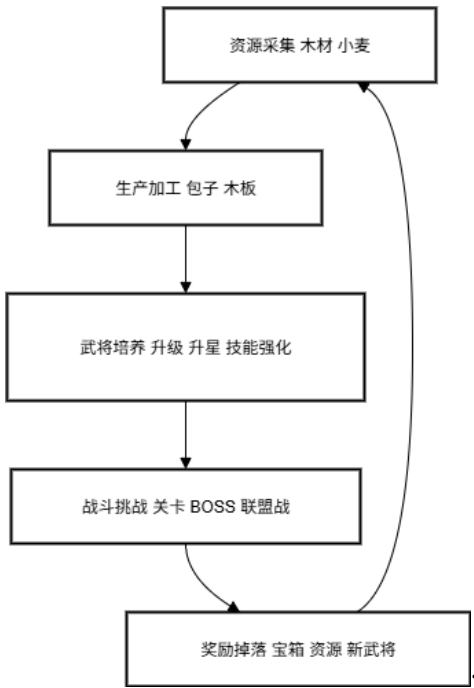 资源采集 木材 小麦
生产加工 包子 木板
武将培养 升级 升星 技能强化
战斗挑战 关卡 BOSS 联盟战
奖励掉落 宝箱 资源 新武将